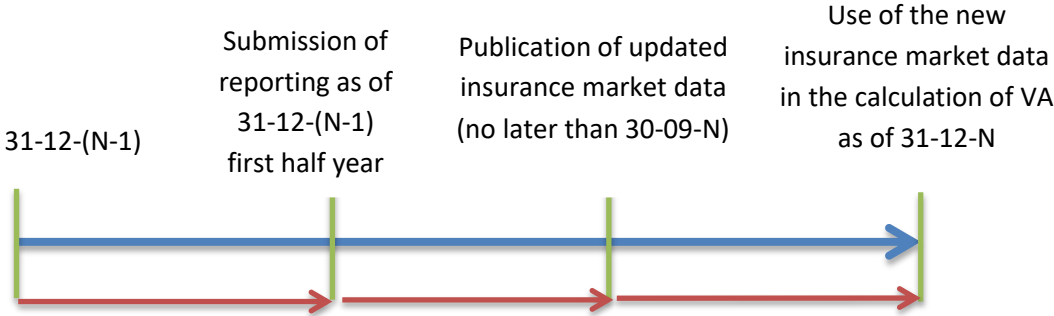 31-12-(N-1)
Submission of
reporting as of
31-12-(N-1)
first half year
Publication of updated
insurance market data
(no later than 30-09-N)
Use of the new
insurance market data
in the calculation of VA
as of 31-12-N